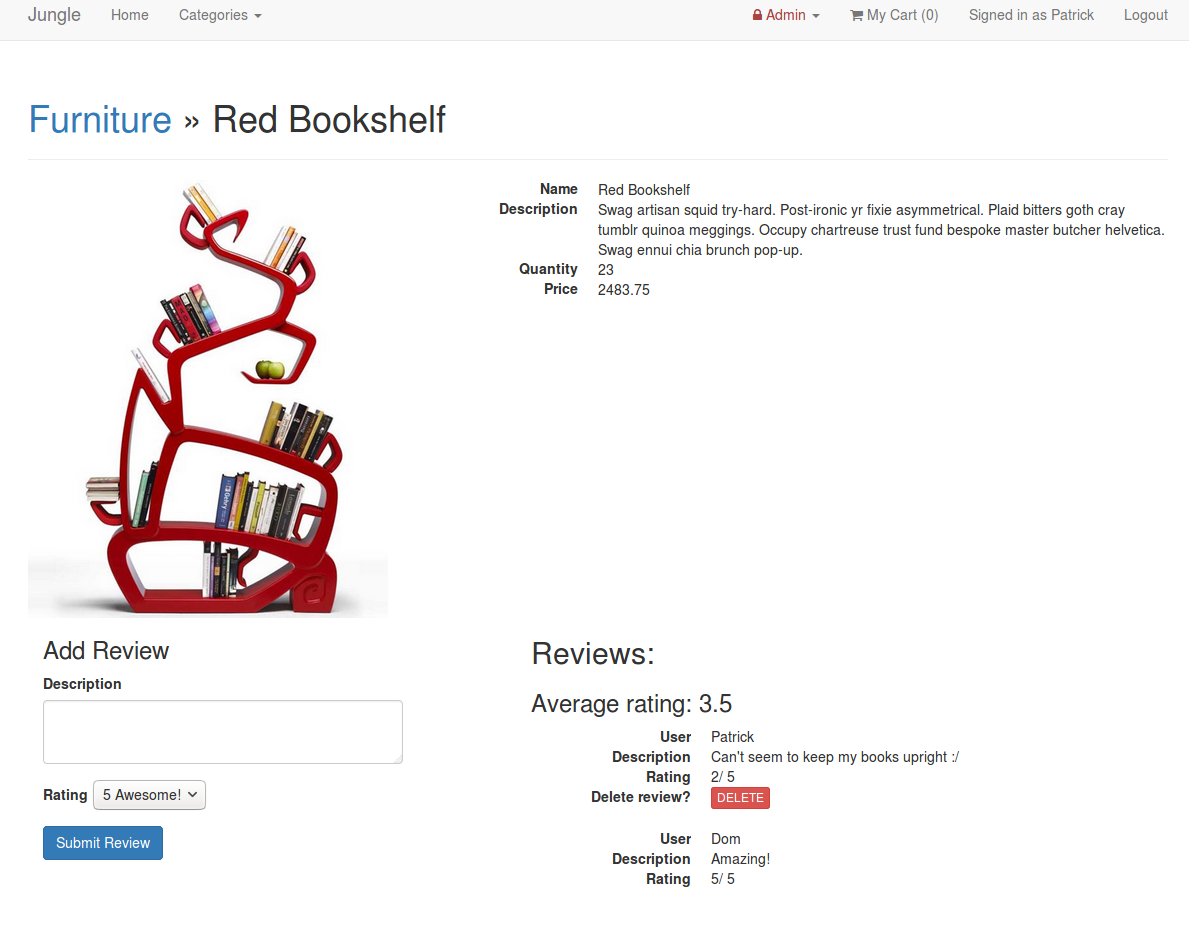 Jungle Home Categories Admin My Cart (0) Signed in as Patrick Logout
Furniture » Red Bookshelf
Name Red Bookshelf
Description Swag artisan squid try-hard. Post-ironic yr fixie asymmetrical. Plaid bitters goth cray
tumblr quinoa meggings. Occupy chartreuse trust fund bespoke master butcher helvetica.
Swag ennui chia brunch pop-up.
Quantity 23
Price 2483.75
Add Review
Description
Rating 5 Awesome!
Submit Review
Reviews:
Average rating: 3.5
User Patrick
Description Can't seem to keep my books upright :/
Rating 2/ 5
Delete review? DELETE
User Dom
Description Amazing!
Rating 5/ 5